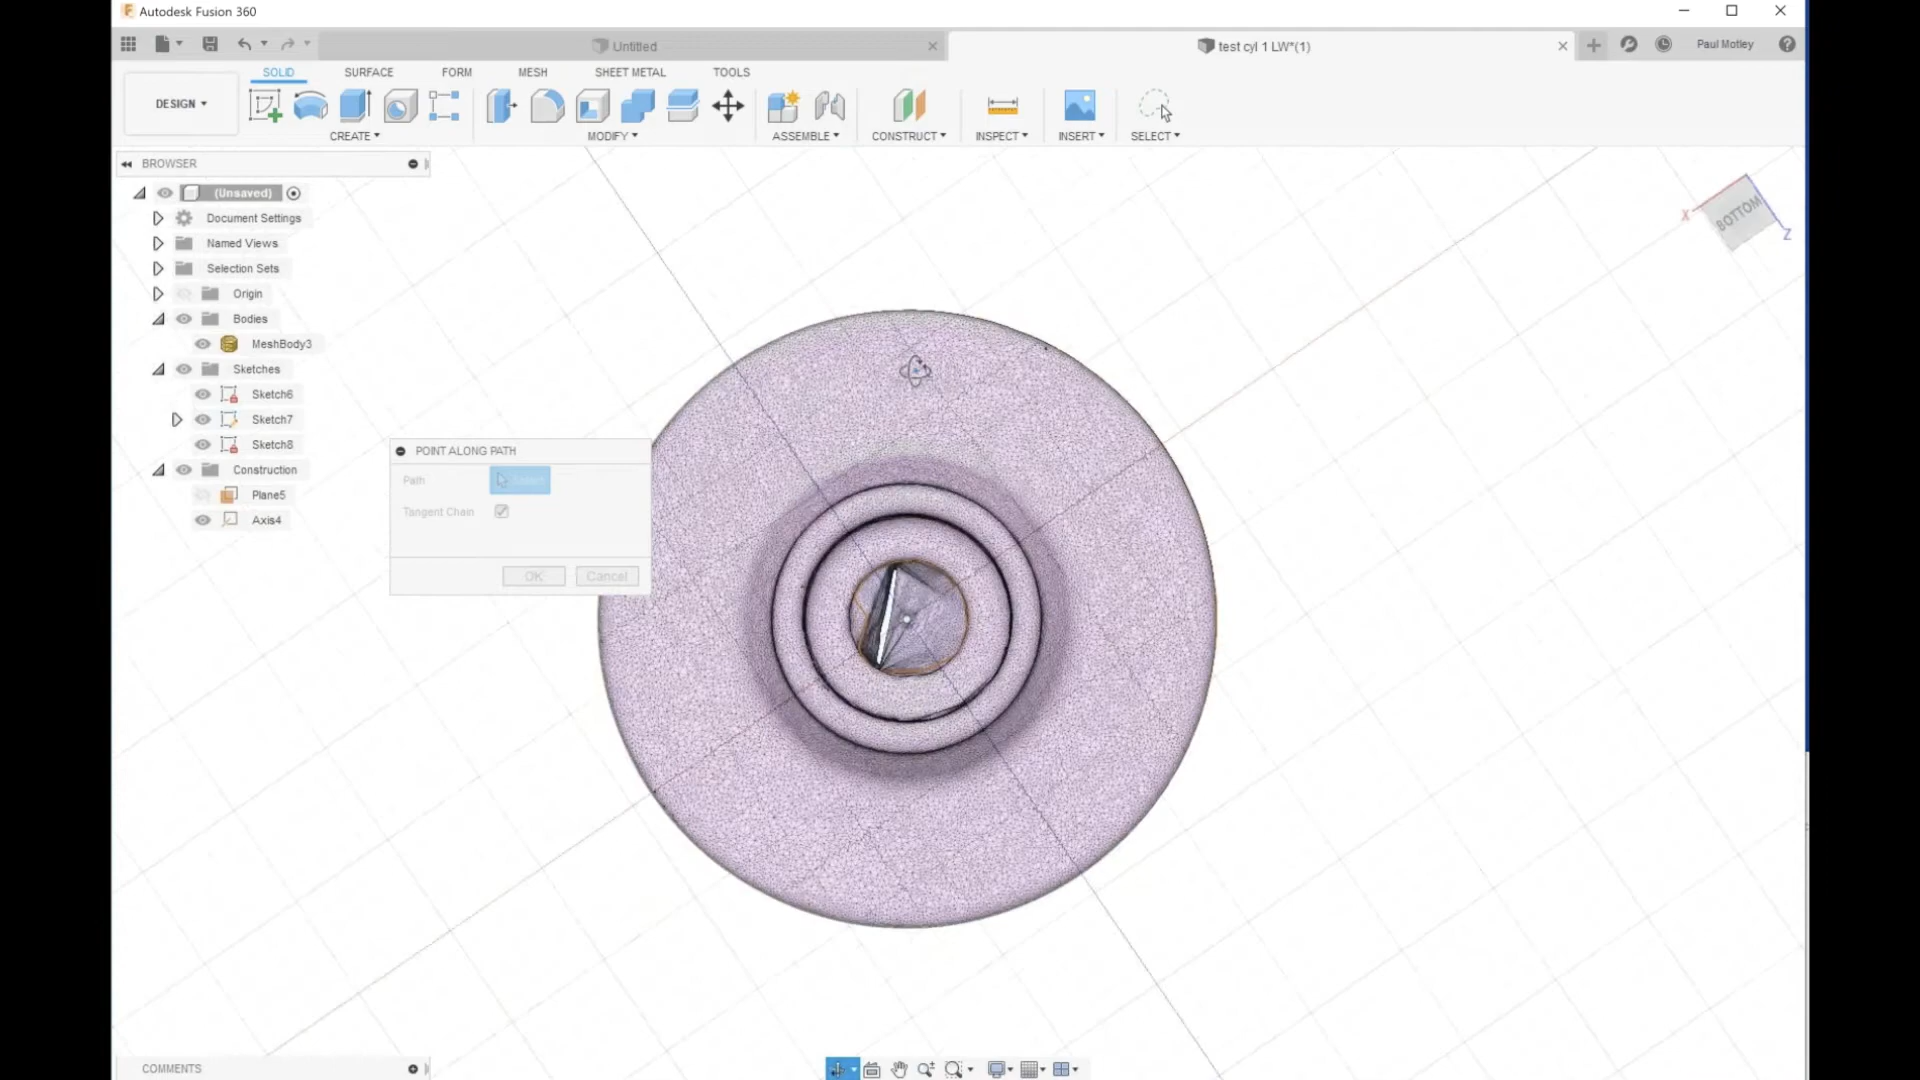 Autodesk Fusion 360
Untitled
test cyl 1 LW*(1)
Paul Motley
DESIGN
SOLID
SURFACE
FORM
MESH
SHEET METAL
TOOLS
CREATE
MODIFY
ASSEMBLE
CONSTRUCT
INSPECT
INSERT
SELECT
BROWSER
(Unsaved)
Document Settings
Named Views
Selection Sets
Origin
Bodies
MeshBody3
Sketches
Sketch6
Sketch7
Sketch8
Construction
Plane5
Axis4
POINT ALONG PATH
Path
Select
Tangent Chain
OK
Cancel
X
BOTTOM
Z
COMMENTS